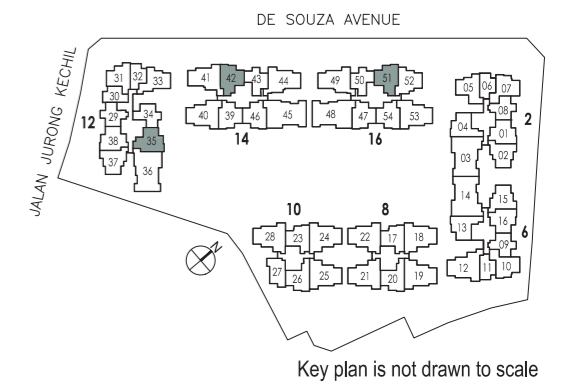 DE SOUZA AVENUE
JALAN JURONG KECHIL
31 32 33
30
29 34
12
38 35
37 36
41 42 43 44
40 39 46 45
14
49 50 51 52
48 47 54 53
16
05 06 07
08
04 01
2
03 02
14 15
13 16
6
09
12 11 10
10
28 23 24
27 26 25
8
22 17 18
21 20 19
N
Key plan is not drawn to scale